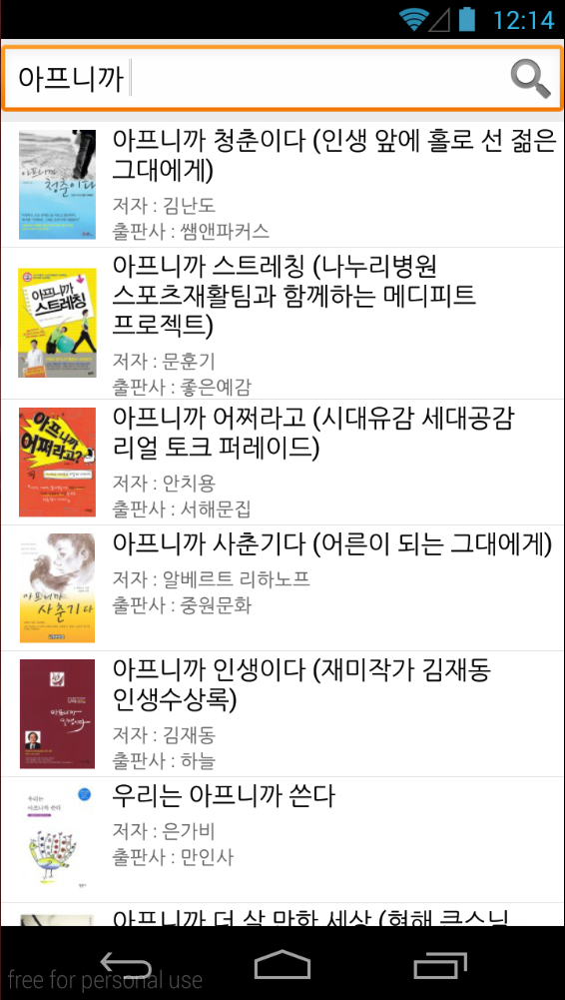 12:14
아프니까
아프니까 청춘이다 (인생 앞에 홀로 선 젊은
그대에게)
저자 : 김난도
출판사 : 쌤앤파커스
아프니까 스트레칭 (나누리병원
스포츠재활팀과 함께하는 메디피트
프로젝트)
저자 : 문훈기
출판사 : 좋은예감
아프니까 어쩌라고 (시대유감 세대공감
리얼 토크 퍼레이드)
저자 : 안치용
출판사 : 서해문집
아프니까 사춘기다 (어른이 되는 그대에게)
저자 : 알베르트 리하노프
출판사 : 중원문화
아프니까 인생이다 (재미작가 김재동
인생수상록)
저자 : 김재동
출판사 : 하늘
우리는 아프니까 쓴다
저자 : 은가비
출판사 : 만인사
아프니까 더 살 만한 세상 (현해 큰스님
free for personal use